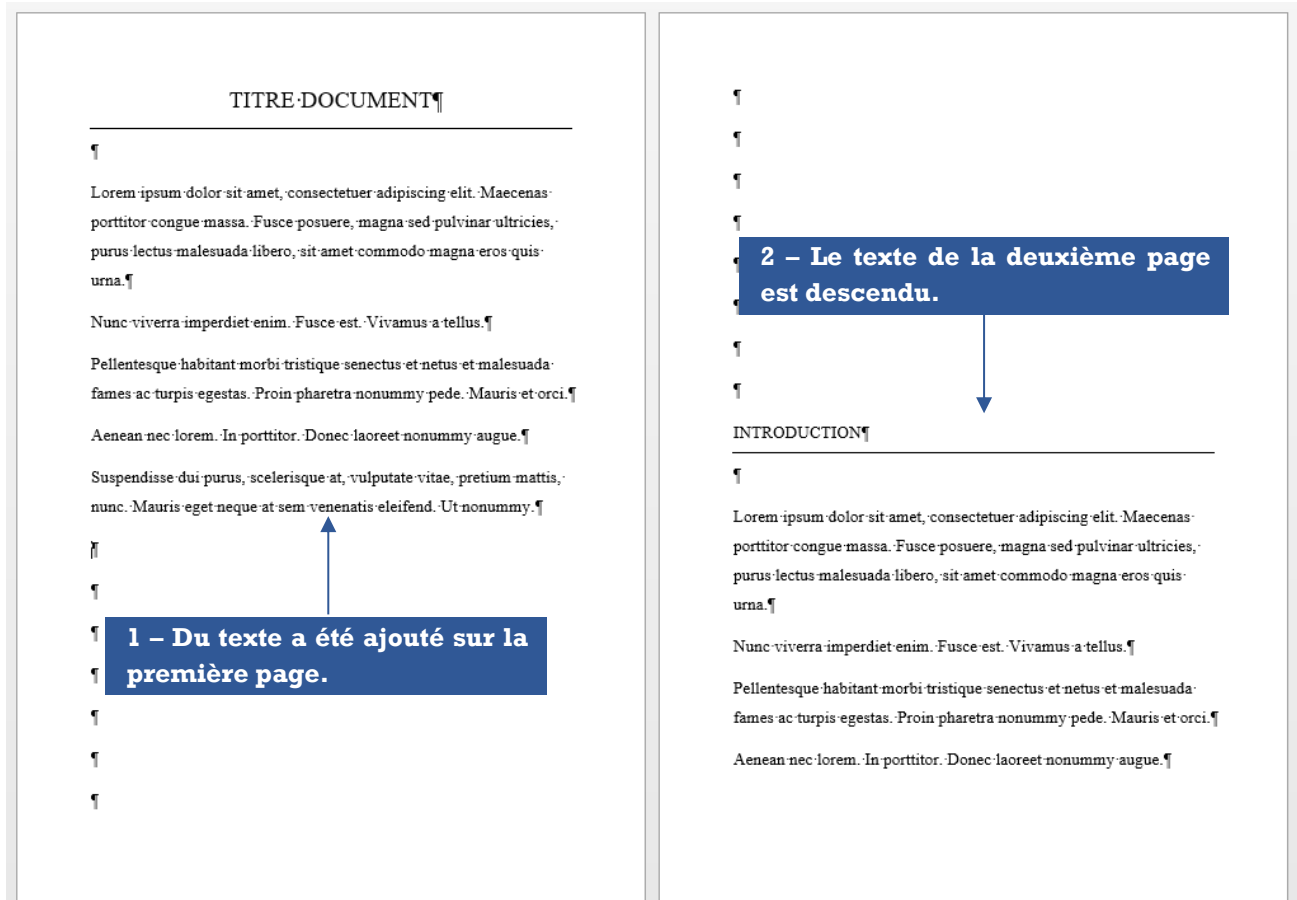 TITRE·DOCUMENT¶
¶
Lorem·ipsum·dolor·sit·amet,·consectetuer·adipiscing·elit.·Maecenas·
porttitor·congue·massa.·Fusce·posuere,·magna·sed·pulvinar·ultricies,·
purus·lectus·malesuada·libero,·sit·amet·commodo·magna·eros·quis·
urna.¶
Nunc·viverra·imperdiet·enim.·Fusce·est.·Vivamus·a·tellus.¶
Pellentesque·habitant·morbi·tristique·senectus·et·netus·et·malesuada·
fames·ac·turpis·egestas.·Proin·pharetra·nonummy·pede.·Mauris·et·orci.¶
Aenean·nec·lorem.·In·porttitor.·Donec·laoreet·nonummy·augue.¶
Suspendisse·dui·purus,·scelerisque·at,·vulputate·vitae,·pretium·mattis,·
nunc.·Mauris·eget·neque·at·sem·venenatis·eleifend.·Ut·nonummy.¶
¶
¶
¶
1 – Du texte a été ajouté sur la
première page.
¶
¶
¶
¶
¶
¶
¶
¶
¶
2 – Le texte de la deuxième page
est descendu.
¶
¶
¶
INTRODUCTION¶
¶
Lorem·ipsum·dolor·sit·amet,·consectetuer·adipiscing·elit.·Maecenas·
porttitor·congue·massa.·Fusce·posuere,·magna·sed·pulvinar·ultricies,·
purus·lectus·malesuada·libero,·sit·amet·commodo·magna·eros·quis·
urna.¶
Nunc·viverra·imperdiet·enim.·Fusce·est.·Vivamus·a·tellus.¶
Pellentesque·habitant·morbi·tristique·senectus·et·netus·et·malesuada·
fames·ac·turpis·egestas.·Proin·pharetra·nonummy·pede.·Mauris·et·orci.¶
Aenean·nec·lorem.·In·porttitor.·Donec·laoreet·nonummy·augue.¶